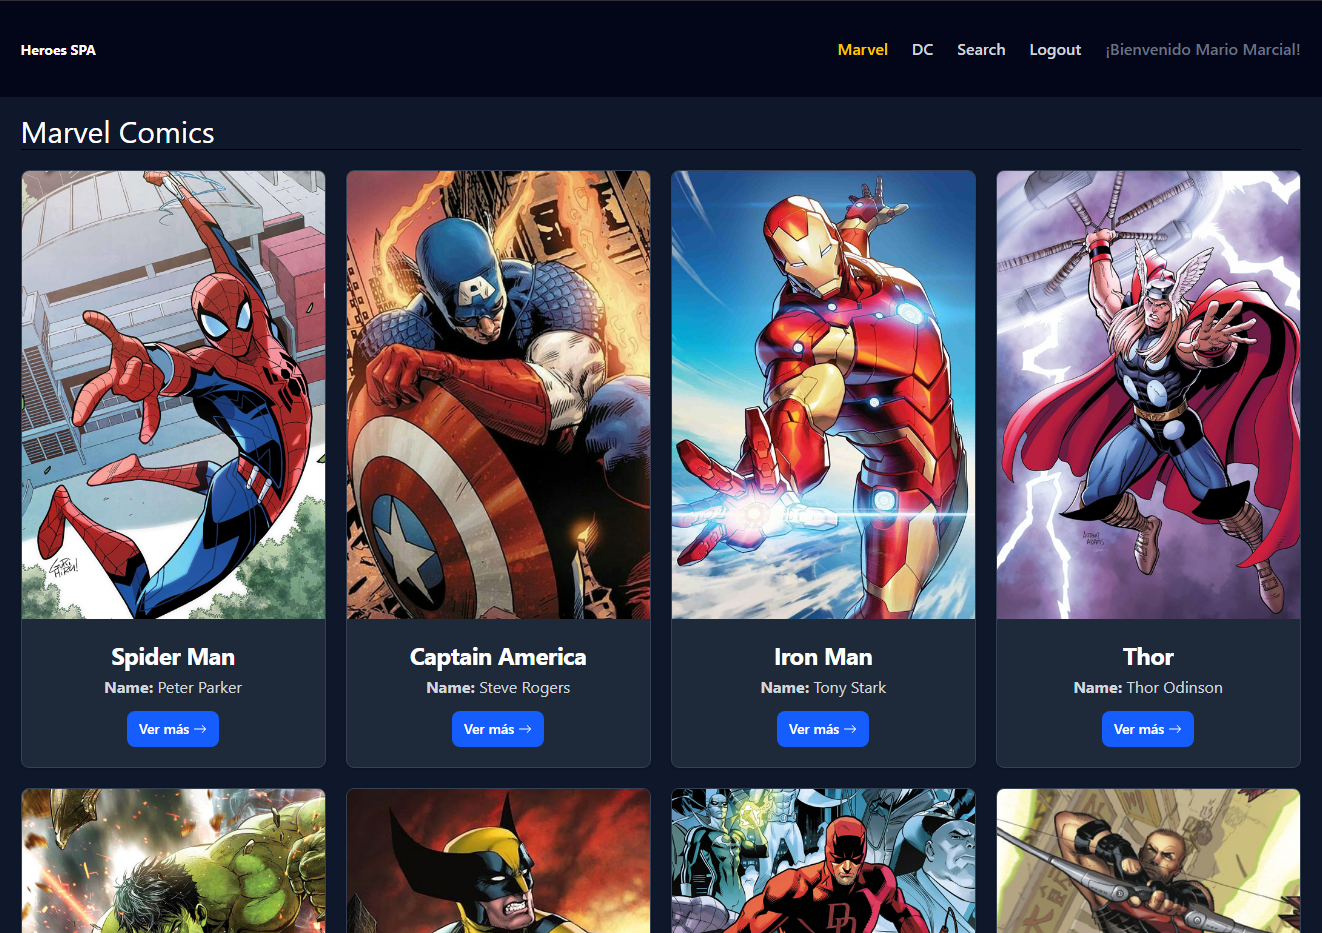 Heroes SPA
Marvel DC Search Logout ¡Bienvenido Mario Marcial!
Marvel Comics
Spider Man
Name: Peter Parker
Ver más →
Captain America
Name: Steve Rogers
Ver más →
Iron Man
Name: Tony Stark
Ver más →
Thor
Name: Thor Odinson
Ver más →